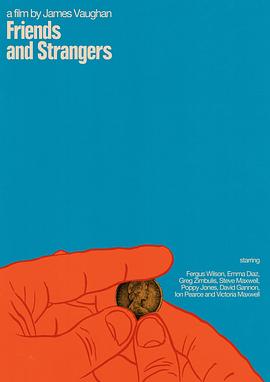 a film by James Vaughan
Friends
and Strangers
starring
Fergus Wilson, Emma Diaz,
Greg Zimbulis, Steve Maxwell,
Poppy Jones, David Gannon,
Ion Pearce and Victoria Maxwell